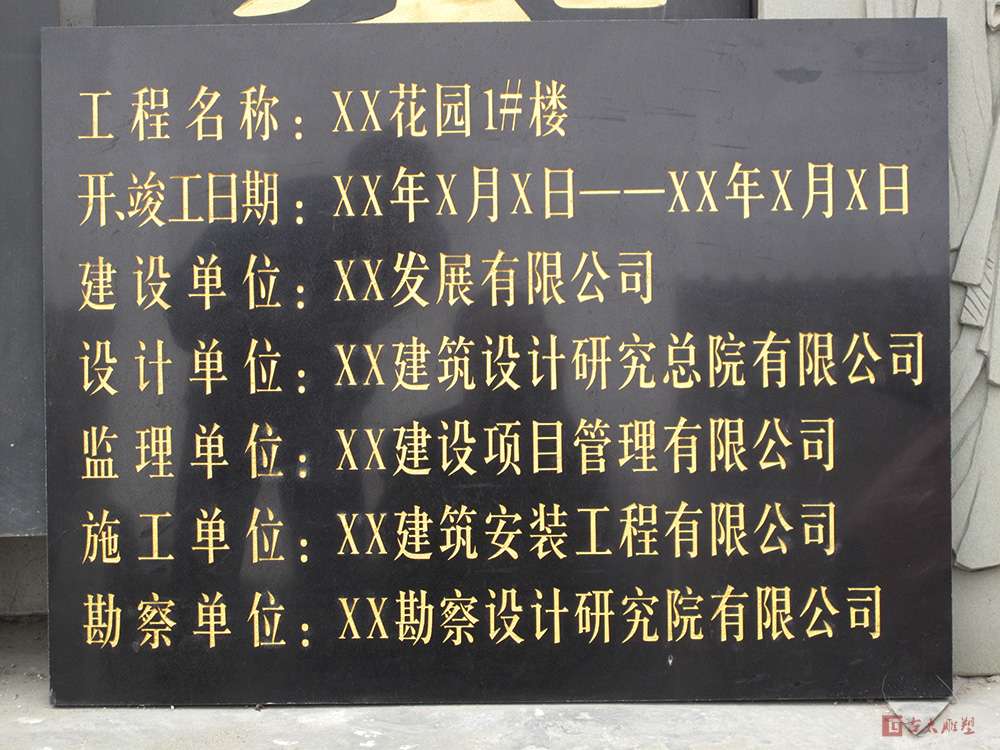 工程名称：XX花园1#楼
开、竣工日期：XX年X月X日——XX年X月X日
建设单位：XX发展有限公司
设计单位：XX建筑设计研究总院有限公司
监理单位：XX建设项目管理有限公司
施工单位：XX建筑安装工程有限公司
勘察单位：XX勘察设计研究院有限公司
吉太雕塑